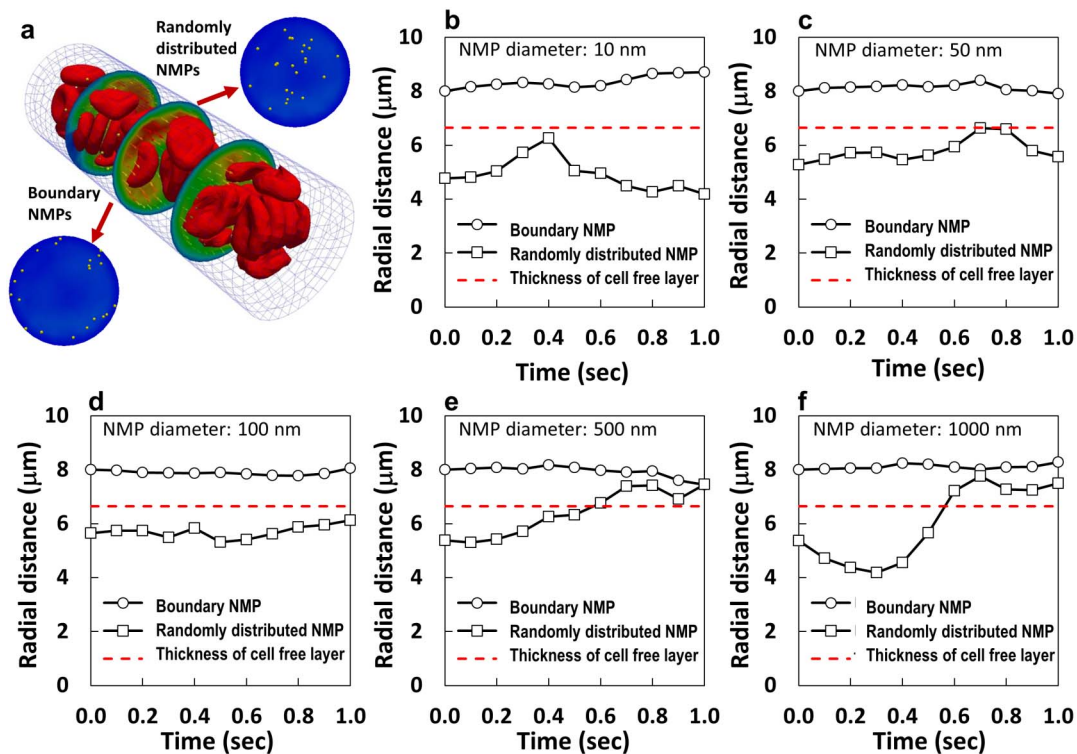 a
Randomly
distributed
NMPs
Boundary
NMPs
b
NMP diameter: 10 nm
Radial distance (μm)
10
8
6
4
2
0
Boundary NMP
Randomly distributed NMP
Thickness of cell free layer
0.0 0.2 0.4 0.6 0.8 1.0
Time (sec)
c
NMP diameter: 50 nm
Radial distance (μm)
10
8
6
4
2
0
Boundary NMP
Randomly distributed NMP
Thickness of cell free layer
0.0 0.2 0.4 0.6 0.8 1.0
Time (sec)
d
NMP diameter: 100 nm
Radial distance (μm)
10
8
6
4
2
0
Boundary NMP
Randomly distributed NMP
Thickness of cell free layer
0.0 0.2 0.4 0.6 0.8 1.0
Time (sec)
e
NMP diameter: 500 nm
Radial distance (μm)
10
8
6
4
2
0
Boundary NMP
Randomly distributed NMP
Thickness of cell free layer
0.0 0.2 0.4 0.6 0.8 1.0
Time (sec)
f
NMP diameter: 1000 nm
Radial distance (μm)
10
8
6
4
2
0
Boundary NMP
Randomly distributed NMP
Thickness of cell free layer
0.0 0.2 0.4 0.6 0.8 1.0
Time (sec)